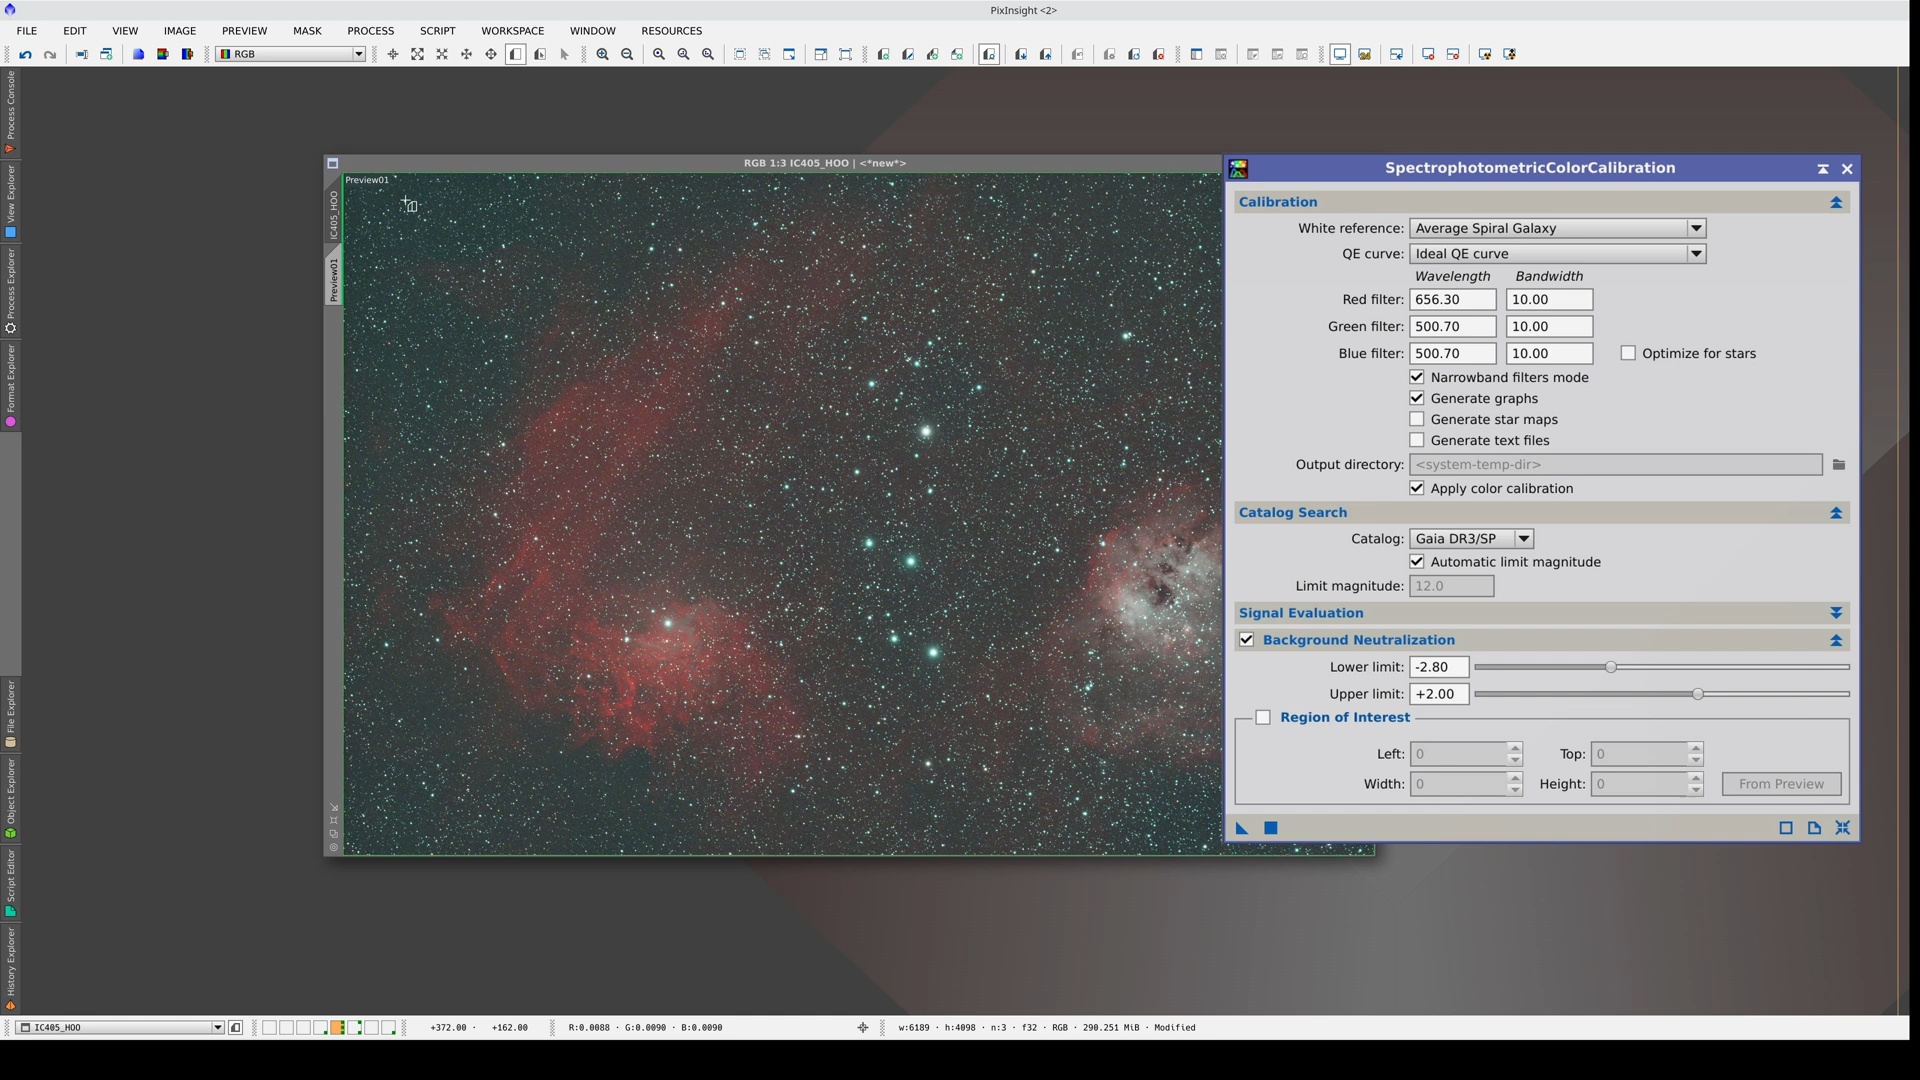 PixInsight <2>
FILE EDIT VIEW IMAGE PREVIEW MASK PROCESS SCRIPT WORKSPACE WINDOW RESOURCES
RGB
Process Console
View Explorer
Process Explorer
Format Explorer
File Explorer
Object Explorer
Script Editor
History Explorer
RGB 1:3 IC405_HOO | <*new*>
IC405_HOO
Preview01
Preview01
SpectrophotometricColorCalibration
Calibration
White reference: Average Spiral Galaxy
QE curve: Ideal QE curve
Wavelength Bandwidth
Red filter: 656.30 10.00
Green filter: 500.70 10.00
Blue filter: 500.70 10.00 Optimize for stars
Narrowband filters mode
Generate graphs
Generate star maps
Generate text files
Output directory: <system-temp-dir>
Apply color calibration
Catalog Search
Catalog: Gaia DR3/SP
Automatic limit magnitude
Limit magnitude: 12.0
Signal Evaluation
Background Neutralization
Lower limit: -2.80
Upper limit: +2.00
Region of Interest
Left: 0 Top: 0
Width: 0 Height: 0 From Preview
IC405_HOO +372.00 · +162.00 R:0.0088 · G:0.0090 · B:0.0090 w:6189 · h:4098 · n:3 · f32 · RGB · 290.251 MiB · Modified